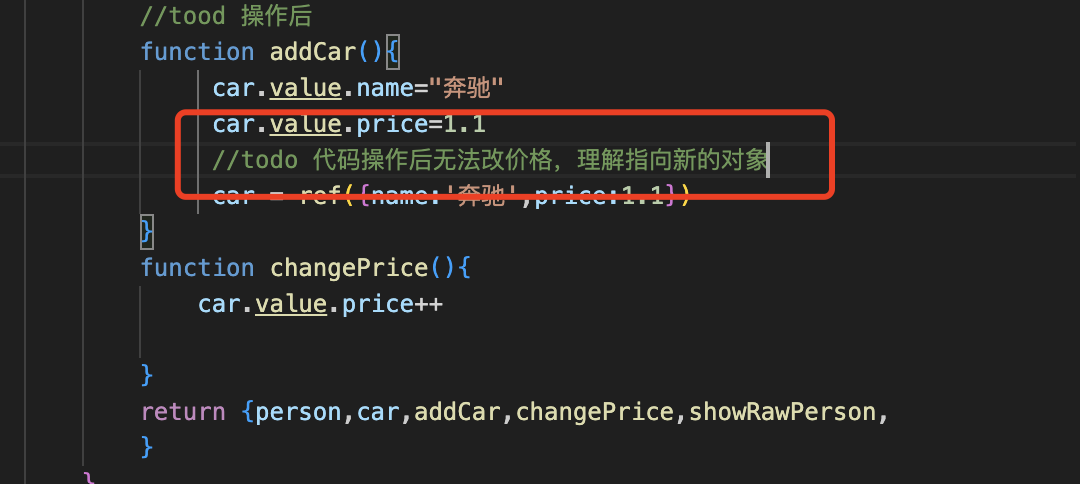 //tood 操作后
function addCar(){
car.value.name="奔驰"
car.value.price=1.1
//todo 代码操作后无法改价格，理解指向新的对象
car = ref({name:'奔驰',price:1.1})
}
function changePrice(){
car.value.price++
}
return {person,car,addCar,changePrice,showRawPerson,
}
}